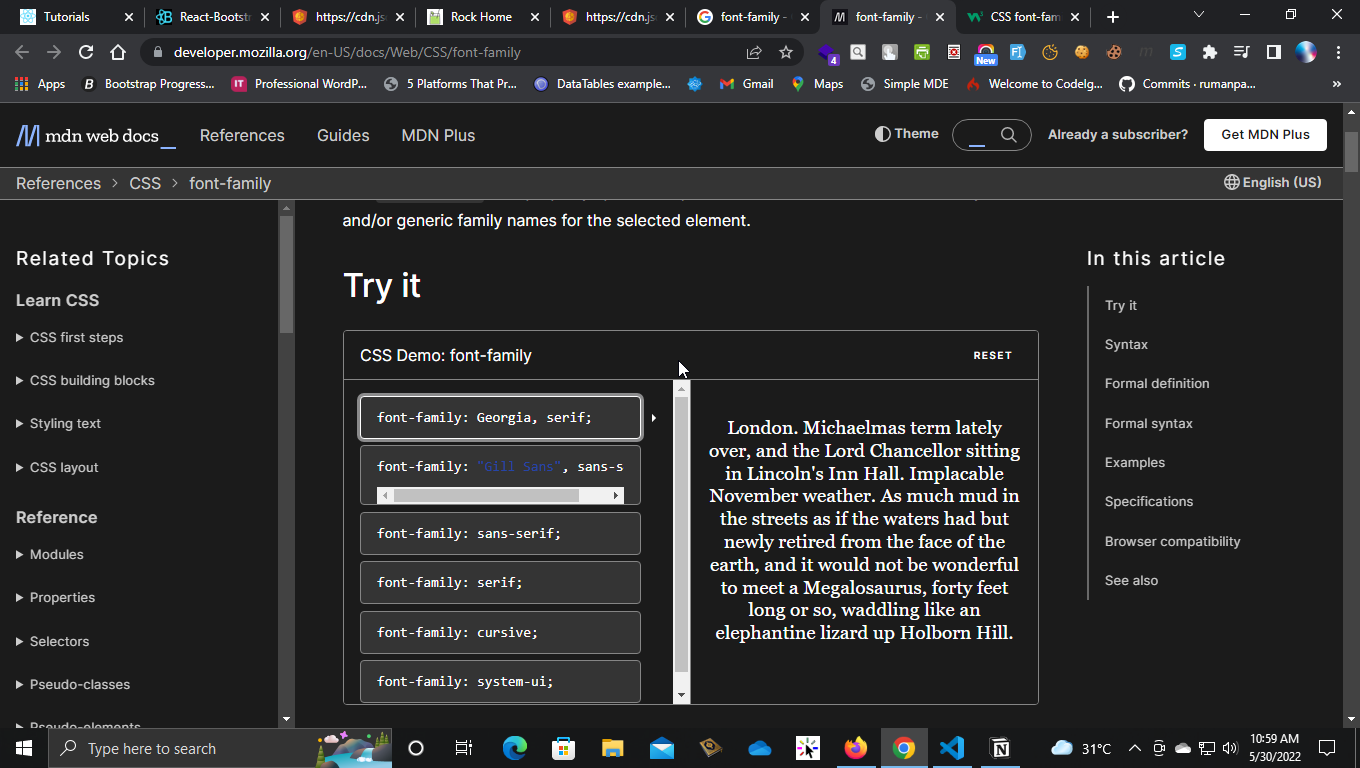 Tutorials
React-Bootstr
https://cdn.js
Rock Home
https://cdn.js
font-family -
font-family -
CSS font-fam
developer.mozilla.org/en-US/docs/Web/CSS/font-family
4
New
Apps
Bootstrap Progress...
Professional WordP...
5 Platforms That Pr...
DataTables example...
Gmail
Maps
Simple MDE
Welcome to CodeIg...
Commits · rumanpa...
mdn web docs_
References
Guides
MDN Plus
Theme
Already a subscriber?
Get MDN Plus
References > CSS > font-family
English (US)
and/or generic family names for the selected element.
Related Topics
Learn CSS
CSS first steps
CSS building blocks
Styling text
CSS layout
Reference
Modules
Properties
Selectors
Pseudo-classes
Pseudo-elements
Try it
CSS Demo: font-family
RESET
font-family: Georgia, serif;
font-family: "Gill Sans", sans-s
font-family: sans-serif;
font-family: serif;
font-family: cursive;
font-family: system-ui;
London. Michaelmas term lately
over, and the Lord Chancellor sitting
in Lincoln's Inn Hall. Implacable
November weather. As much mud in
the streets as if the waters had but
newly retired from the face of the
earth, and it would not be wonderful
to meet a Megalosaurus, forty feet
long or so, waddling like an
elephantine lizard up Holborn Hill.
In this article
Try it
Syntax
Formal definition
Formal syntax
Examples
Specifications
Browser compatibility
See also
Type here to search
31°C
10:59 AM
5/30/2022